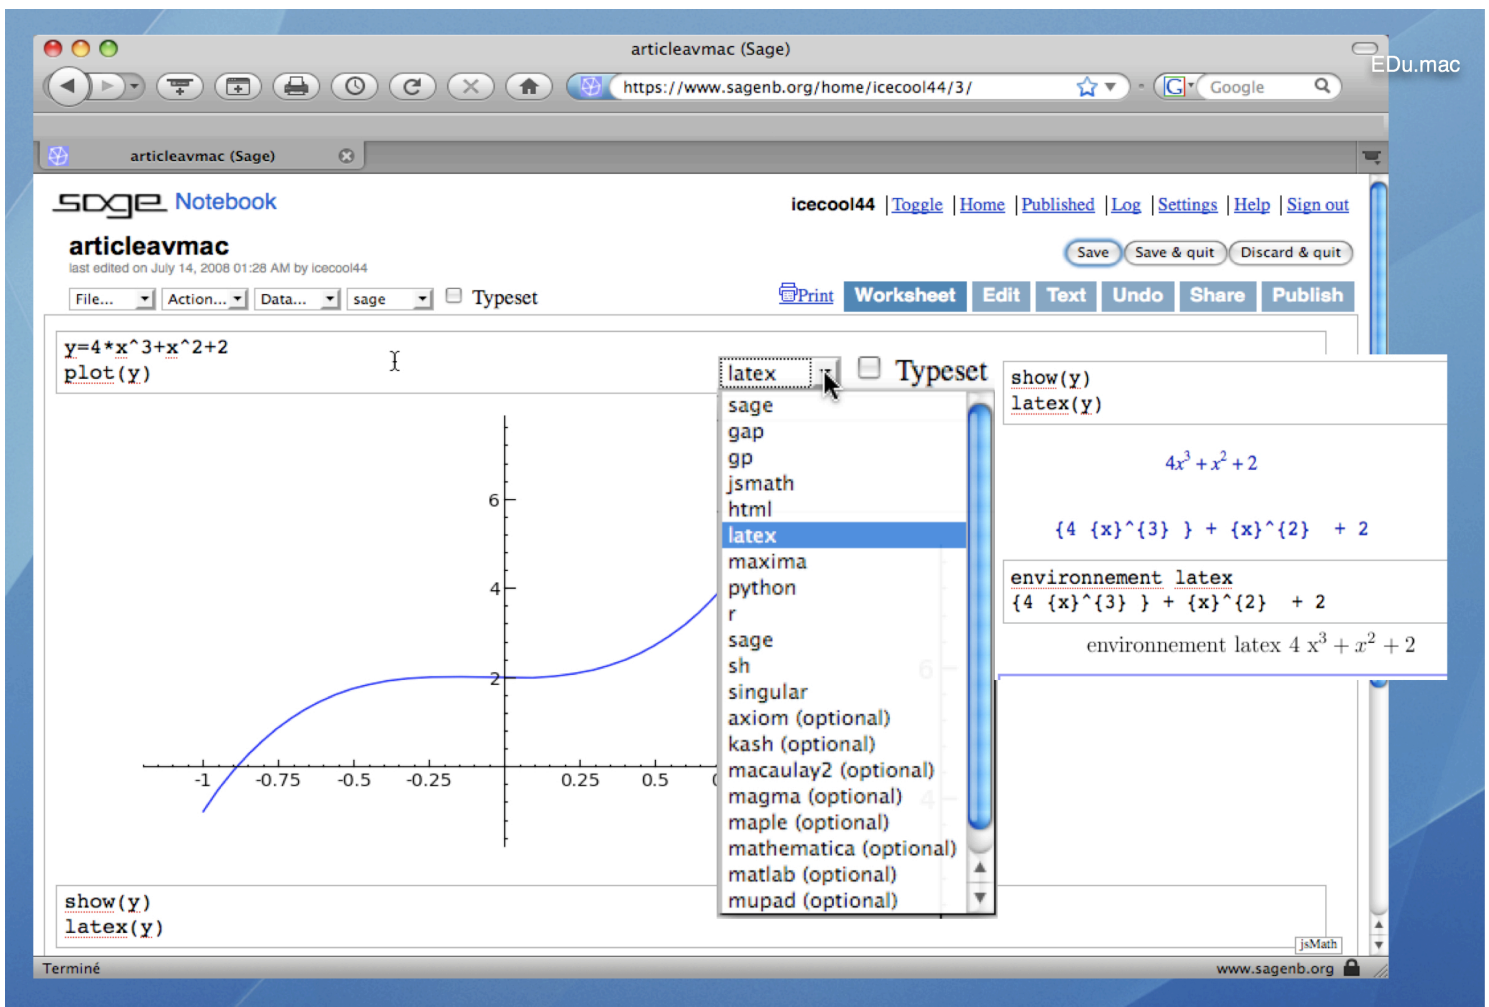 articleavmac (Sage)
EDu.mac
https://www.sagenb.org/home/icecool44/3/
Google
articleavmac (Sage)
sage Notebook
icecool44 | Toggle | Home | Published | Log | Settings | Help | Sign out
articleavmac
last edited on July 14, 2008 01:28 AM by icecool44
Save Save & quit Discard & quit
File... Action... Data... sage Typeset
Print Worksheet Edit Text Undo Share Publish
y=4*x^3+x^2+2
plot(y)
6
4
2
-1 -0.75 -0.5 -0.25 0.25 0.5
latex Typeset
sage
gap
gp
jsmath
html
latex
maxima
python
r
sage
sh
singular
axiom (optional)
kash (optional)
macaulay2 (optional)
magma (optional)
maple (optional)
mathematica (optional)
matlab (optional)
mupad (optional)
6
4
show(y)
latex(y)
4x³ + x² + 2
{4 {x}^{3} } + {x}^{2} + 2
environnement latex
{4 {x}^{3} } + {x}^{2} + 2
environnement latex 4 x³ + x² + 2
show(y)
latex(y)
jsMath
Terminé
www.sagenb.org